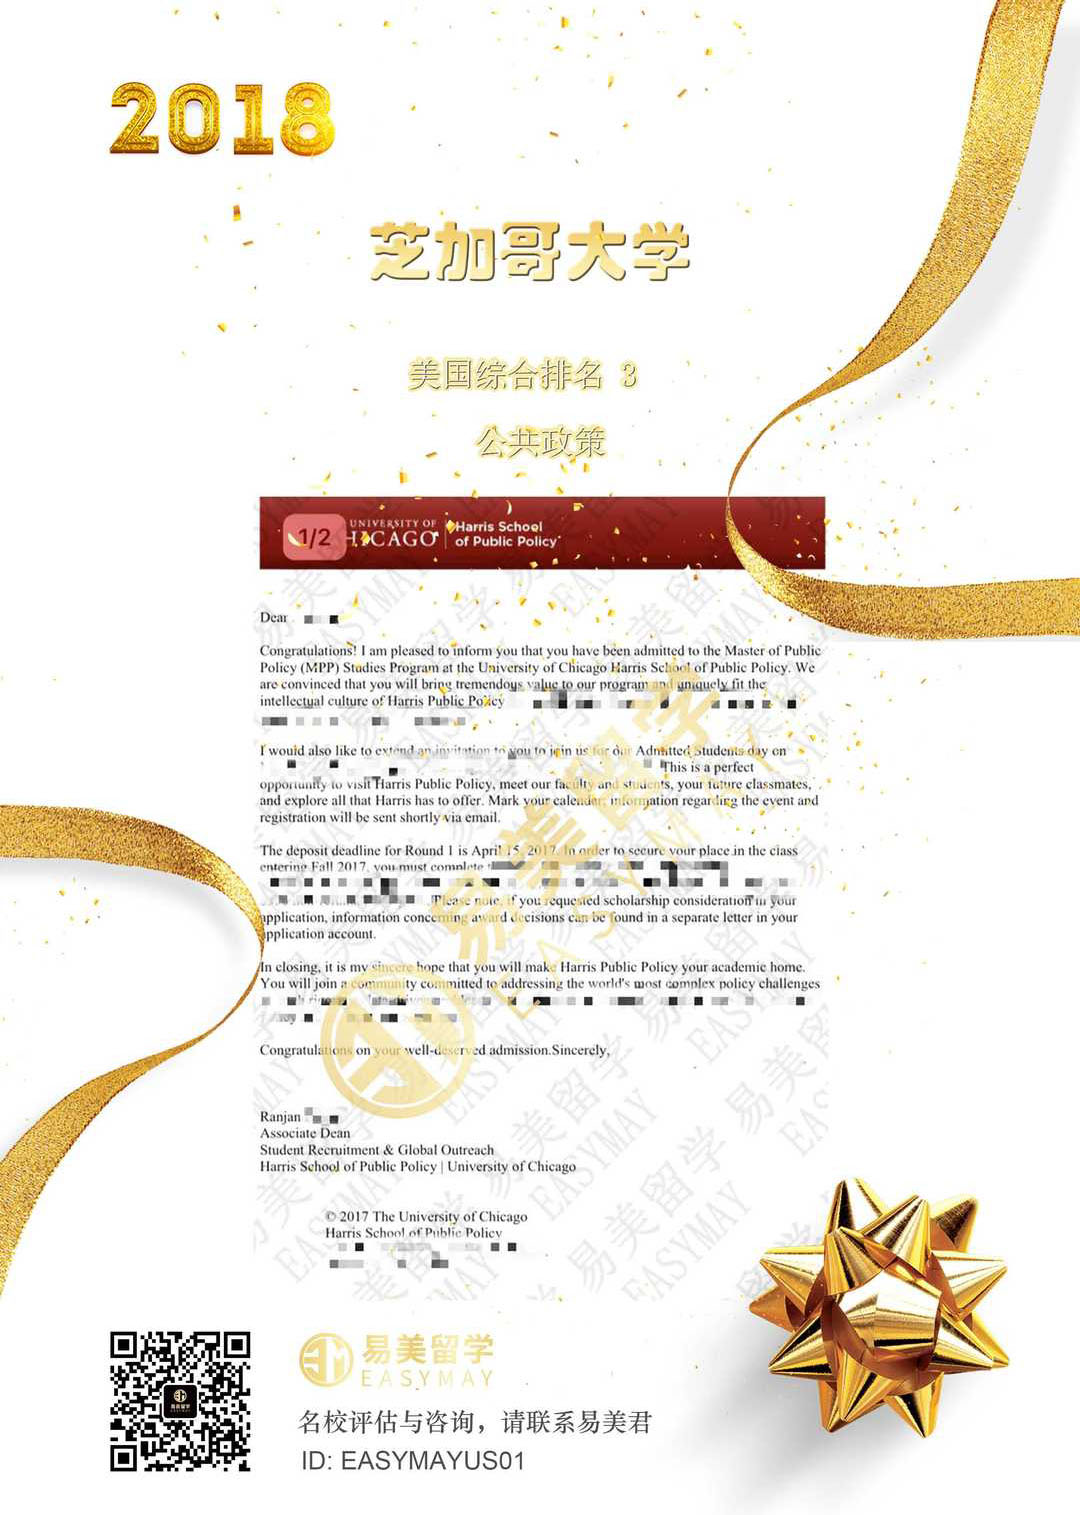 2018
芝加哥大学
美国综合排名 3
公共政策
1/2
UNIVERSITY OF
HICAGO
Harris School
of Public Policy
Dear
Congratulations! I am pleased to inform you that you have been admitted to the Master of Public
Policy (MPP) Studies Program at the University of Chicago Harris School of Public Policy. We
are convinced that you will bring tremendous value to our program and uniquely fit the
intellectual culture of Harris Public Policy
I would also like to extend an invitation to you to join us for our Admitted Students day on
This is a perfect
opportunity to visit Harris Public Policy, meet our faculty and students, your future classmates,
and explore all that Harris has to offer. Mark your calendar; information regarding the event and
registration will be sent shortly via email.
The deposit deadline for Round 1 is April 15, 2017. In order to secure your place in the class
entering Fall 2017, you must complete
Please note, if you requested scholarship consideration in your
application, information concerning award decisions can be found in a separate letter in your
application account.
In closing, it is my sincere hope that you will make Harris Public Policy your academic home.
You will join a community committed to addressing the world's most complex policy challenges
Congratulations on your well-deserved admission.Sincerely,
Ranjan
Associate Dean
Student Recruitment & Global Outreach
Harris School of Public Policy | University of Chicago
© 2017 The University of Chicago
Harris School of Public Policy
易美留学
EASYMAY
易美留学
EASYMAY
名校评估与咨询，请联系易美君
ID: EASYMAYUS01